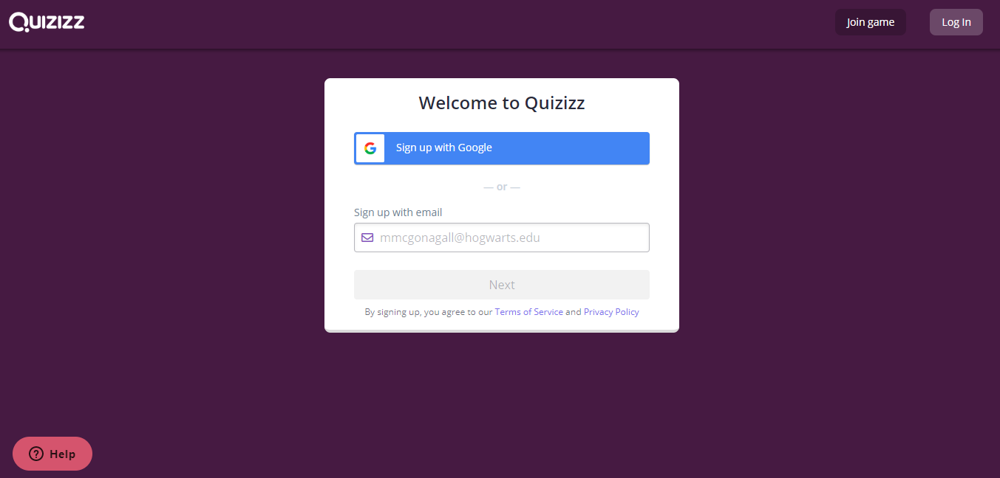 Quizizz
Join game
Log In
Welcome to Quizizz
Sign up with Google
— or —
Sign up with email
mmcgonagall@hogwarts.edu
Next
By signing up, you agree to our Terms of Service and Privacy Policy
? Help